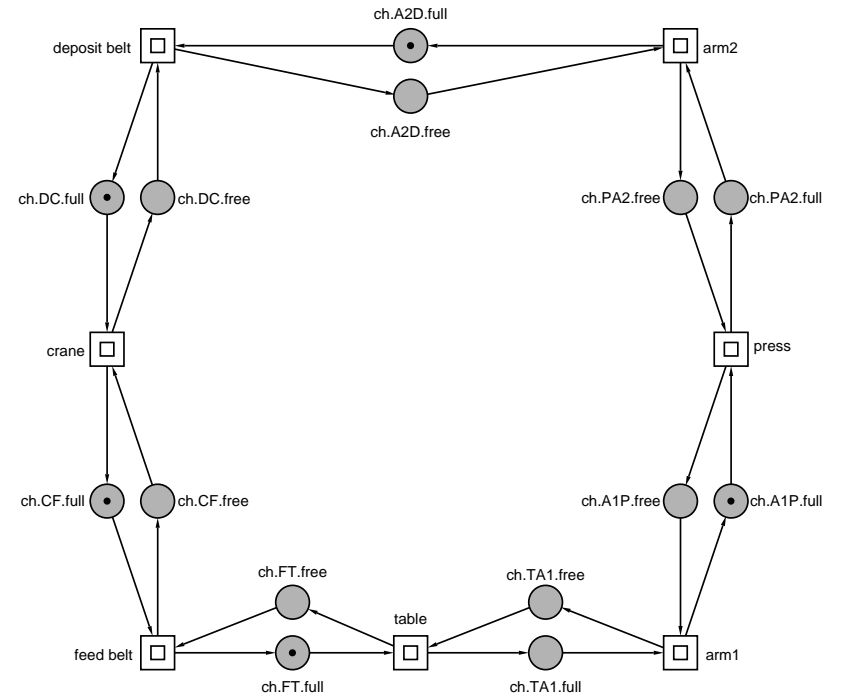 ch.A2D.full
deposit belt
arm2
ch.A2D.free
ch.DC.full
ch.DC.free
ch.PA2.free
ch.PA2.full
crane
press
ch.CF.full
ch.CF.free
ch.A1P.free
ch.A1P.full
ch.FT.free
ch.TA1.free
table
feed belt
arm1
ch.FT.full
ch.TA1.full